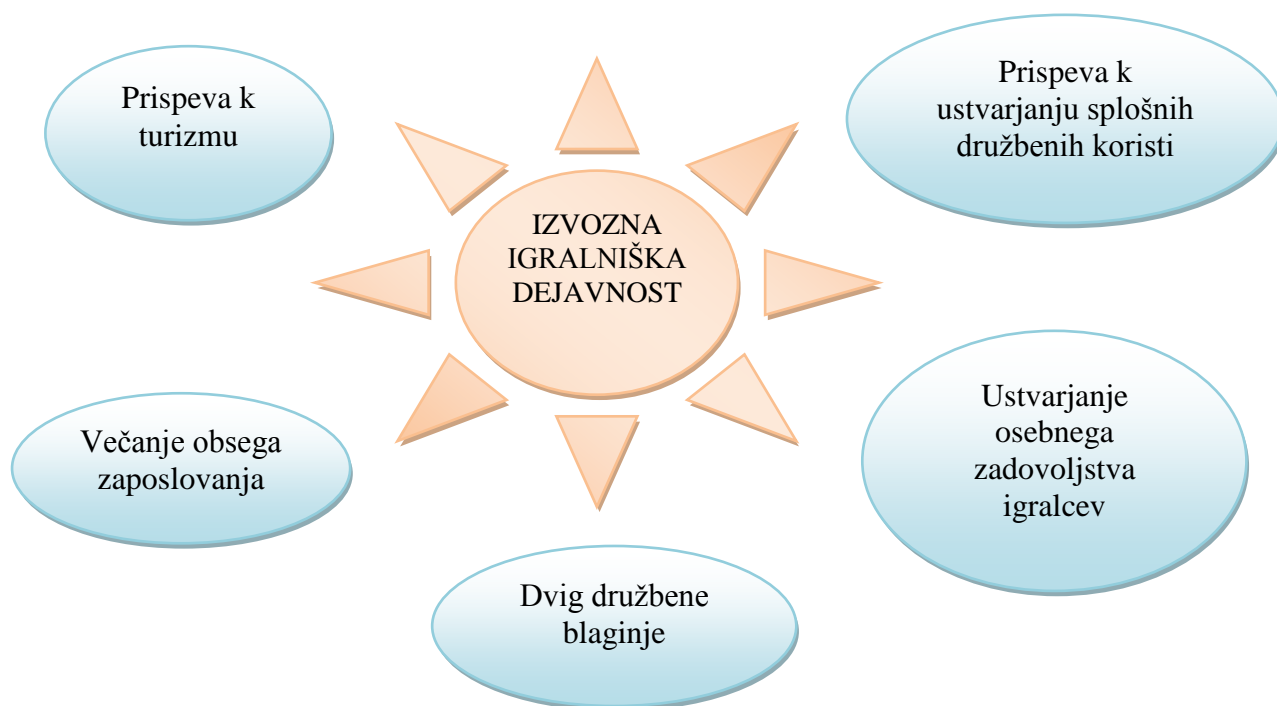 Prispeva k
turizmu
Prispeva k
ustvarjanju splošnih
družbenih koristi
IZVOZNA
IGRALNIŠKA
DEJAVNOST
Večanje obsega
zaposlovanja
Ustvarjanje
osebnega
zadovoljstva
igralcev
Dvig družbene
blaginje